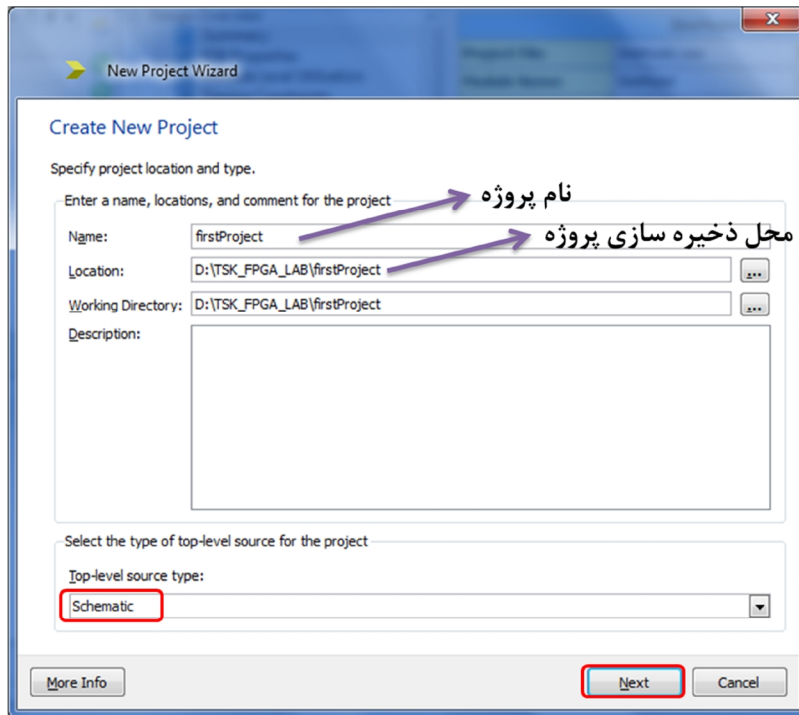 New Project Wizard
Create New Project
Specify project location and type.
Enter a name, locations, and comment for the project
نام پروژه
Name:
firstProject
محل ذخیره سازی پروژه
Location:
D:\TSK_FPGA_LAB\firstProject
...
Working Directory:
D:\TSK_FPGA_LAB\firstProject
...
Description:
Select the type of top-level source for the project
Top-level source type:
Schematic
More Info
Next
Cancel